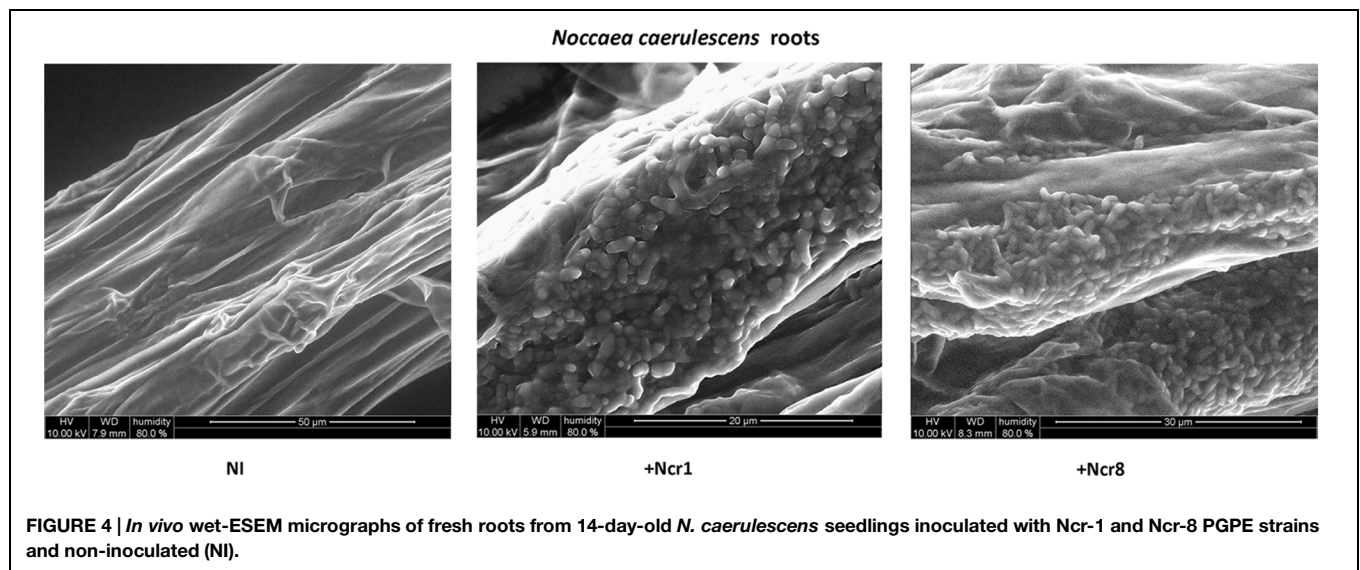 Noccaea caerulescens roots
HV WD humidity 50 µm
10.00 kV 7.9 mm 80.0 %
HV WD humidity 20 µm
10.00 kV 5.9 mm 80.0 %
HV WD humidity 30 µm
10.00 kV 8.3 mm 80.0 %
NI
+Ncr1
+Ncr8
FIGURE 4 | In vivo wet-ESEM micrographs of fresh roots from 14-day-old N. caerulescens seedlings inoculated with Ncr-1 and Ncr-8 PGPE strains
and non-inoculated (NI).